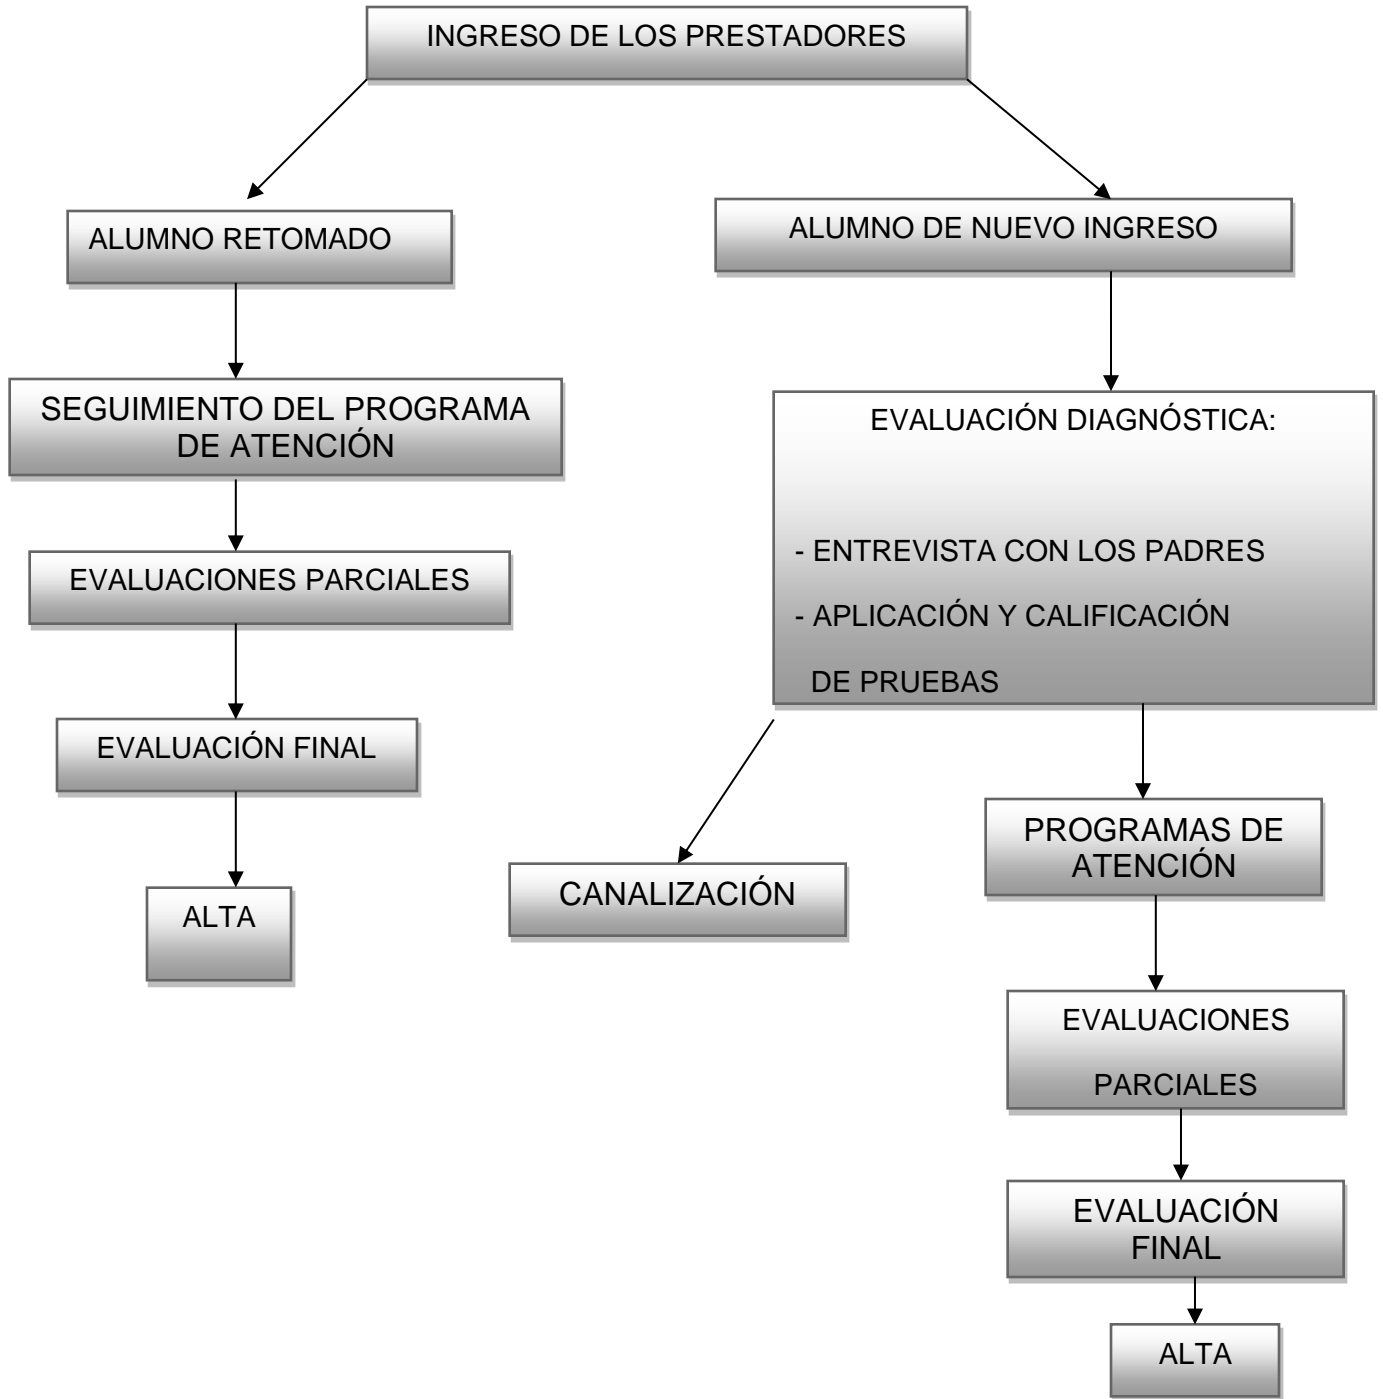 INGRESO DE LOS PRESTADORES
ALUMNO RETOMADO
ALUMNO DE NUEVO INGRESO
SEGUIMIENTO DEL PROGRAMA
DE ATENCIÓN
EVALUACIONES PARCIALES
EVALUACIÓN FINAL
ALTA
EVALUACIÓN DIAGNÓSTICA:
- ENTREVISTA CON LOS PADRES
- APLICACIÓN Y CALIFICACIÓN
DE PRUEBAS
CANALIZACIÓN
PROGRAMAS DE
ATENCIÓN
EVALUACIONES
PARCIALES
EVALUACIÓN
FINAL
ALTA